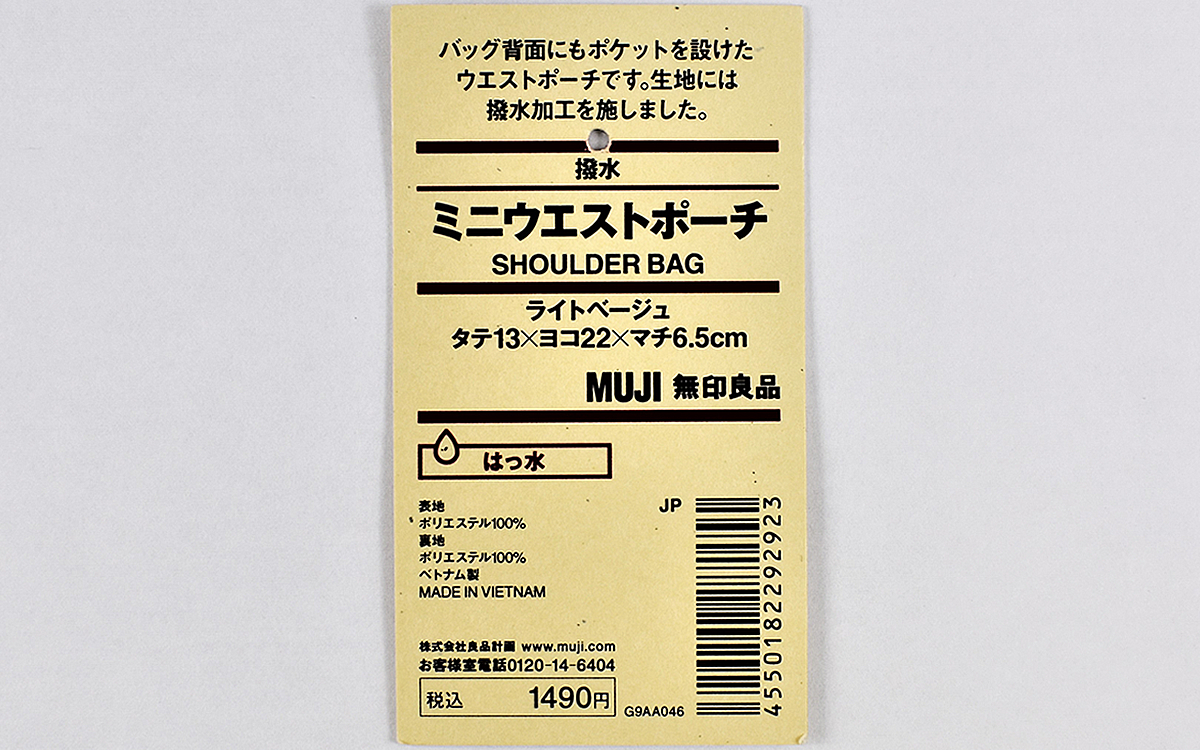 バッグ背面にもポケットを設けた
ウエストポーチです。生地には
撥水加工を施しました。
撥水
ミニウエストポーチ
SHOULDER BAG
ライトベージュ
タテ13×ヨコ22×マチ6.5cm
MUJI 無印良品
はっ水
表地
ポリエステル100%
裏地
ポリエステル100%
ベトナム製
MADE IN VIETNAM
株式会社良品計画 www.muji.com
お客様室電話0120-14-6404
税込 1490円
G9AA046
JP
4550182292923